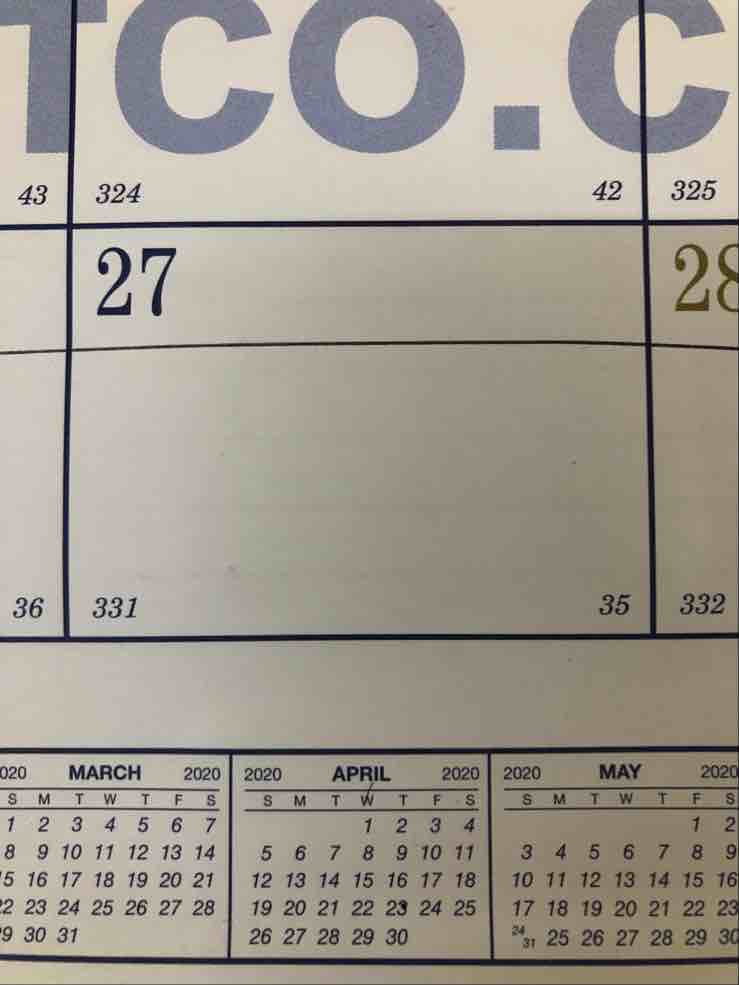 TCO.C
43 324 42 325
27 28
36 331 35 332
020 MARCH 2020 2020 APRIL 2020 2020 MAY 2020
S M T W T F S S M T W T F S S M T W T F S
1 2 3 4 5 6 7 1 2 3 4 1 2
8 9 10 11 12 13 14 5 6 7 8 9 10 11 3 4 5 6 7 8 9
15 16 17 18 19 20 21 12 13 14 15 16 17 18 10 11 12 13 14 15 16
22 23 24 25 26 27 28 19 20 21 22 23 24 25 17 18 19 20 21 22 23
29 30 31 26 27 28 29 30 24 31 25 26 27 28 29 30